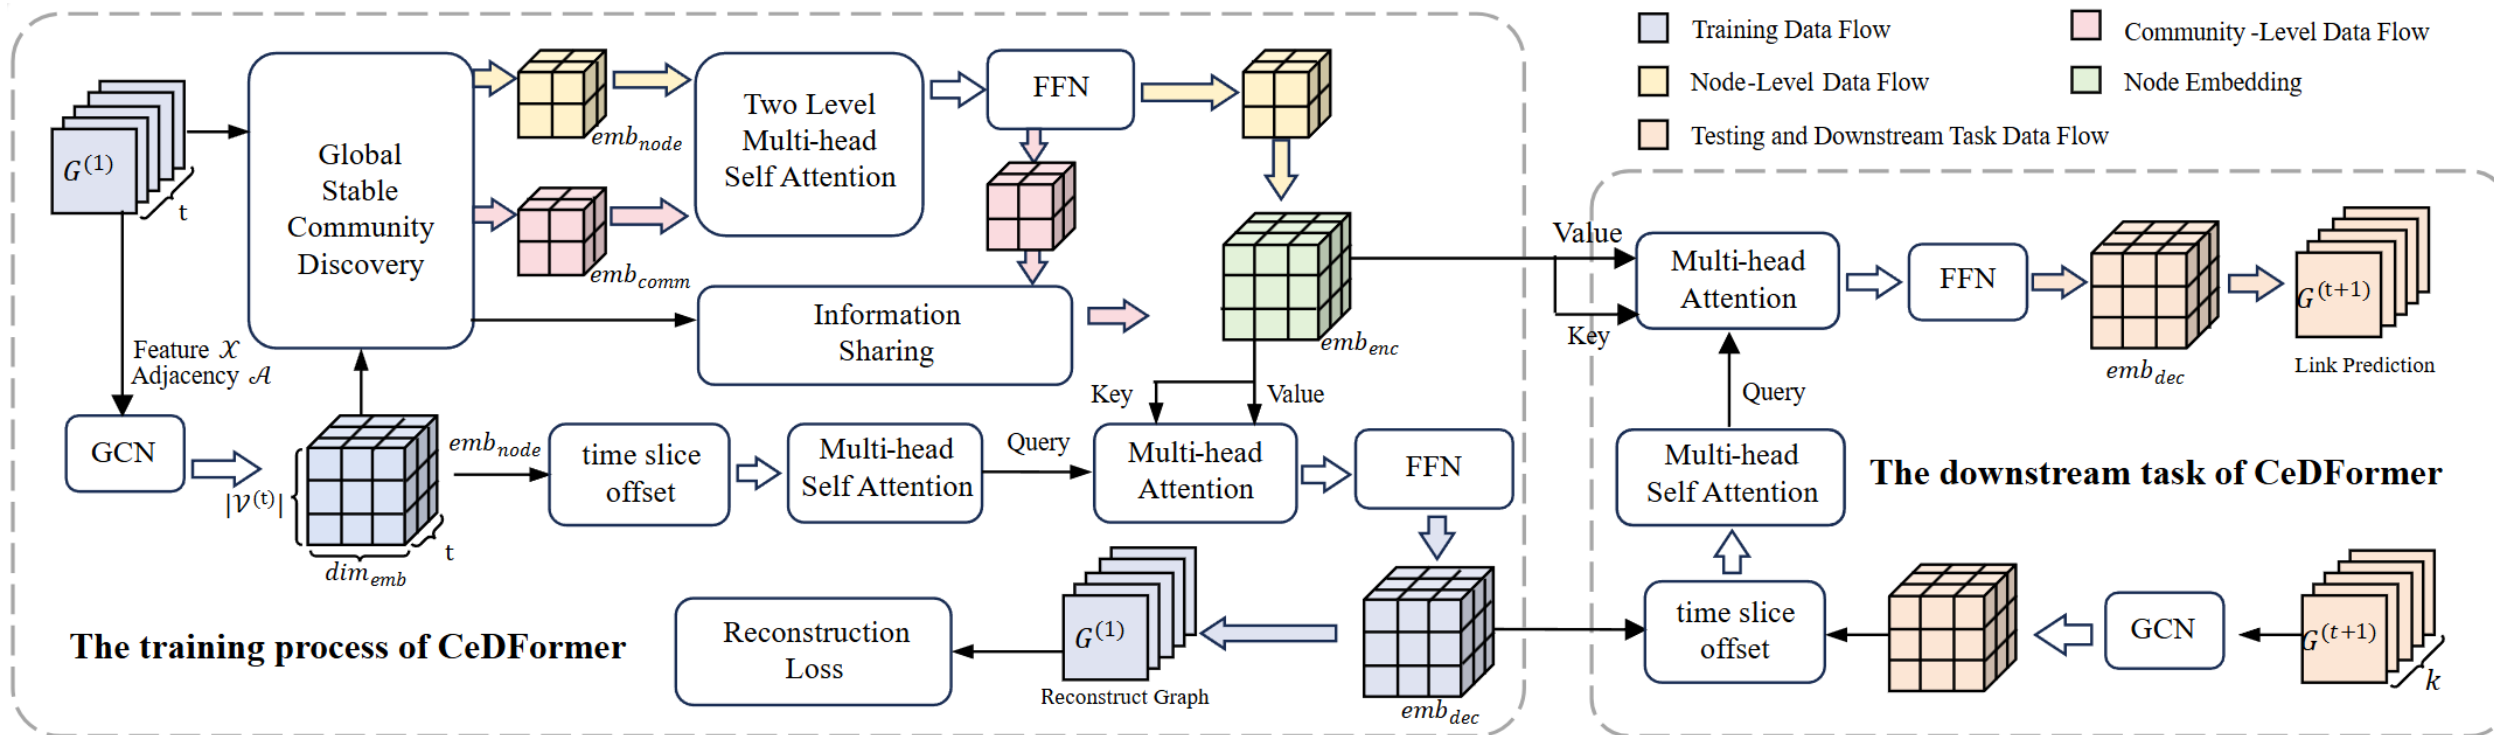 Training Data Flow
Community -Level Data Flow
Node-Level Data Flow
Node Embedding
Testing and Downstream Task Data Flow
G^(1)
t
Global
Stable
Community
Discovery
emb_node
emb_comm
Two Level
Multi-head
Self Attention
FFN
Information
Sharing
emb_enc
Feature 𝒳
Adjacency 𝒜
GCN
|𝒱^(t)|
dim_emb
t
emb_node
time slice
offset
Multi-head
Self Attention
Query
Key
Value
Multi-head
Attention
FFN
emb_dec
G^(1)
Reconstruct Graph
Reconstruction
Loss
The training process of CeDFormer
Value
Key
Multi-head
Attention
FFN
emb_dec
G^(t+1)
Link Prediction
Query
Multi-head
Self Attention
The downstream task of CeDFormer
time slice
offset
GCN
G^(t+1)
k